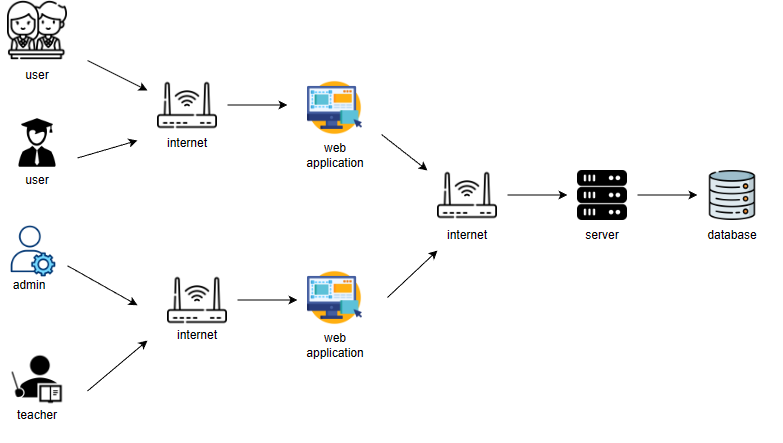 user
user
internet
web
application
admin
teacher
internet
web
application
internet
server
database